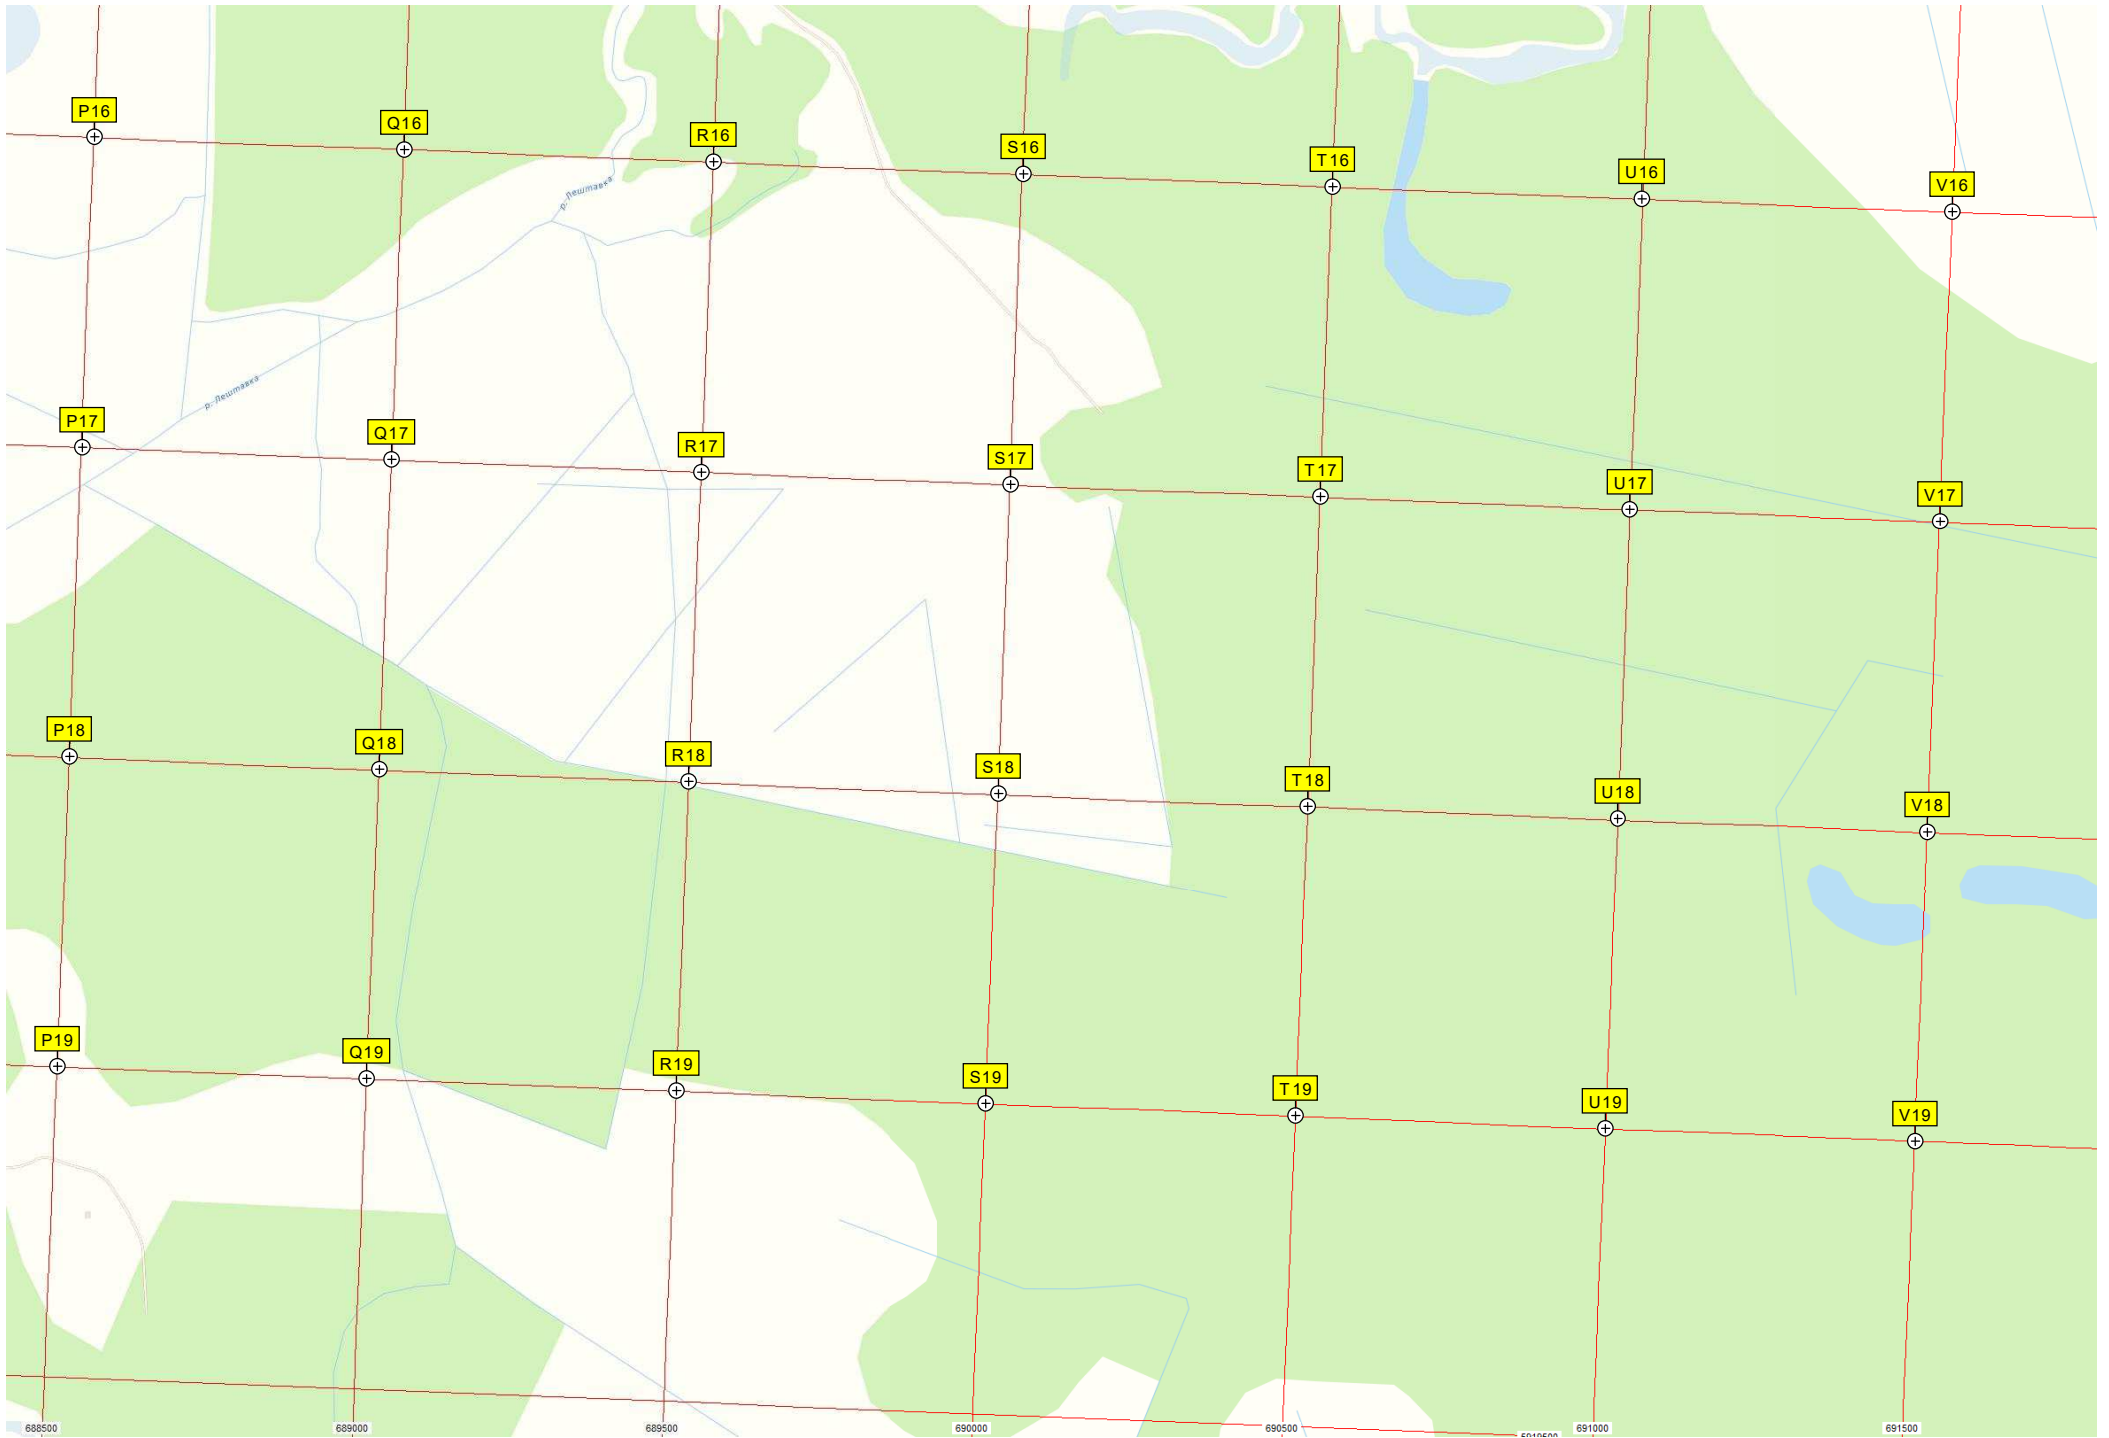 P16
Q16
R16
S16
T16
U16
V16
р. Лештавка
р. Лештавка
P17
Q17
R17
S17
T17
U17
V17
P18
Q18
R18
S18
T18
U18
V18
P19
Q19
R19
S19
T19
U19
V19
688500
689000
689500
690000
690500
691000
691500